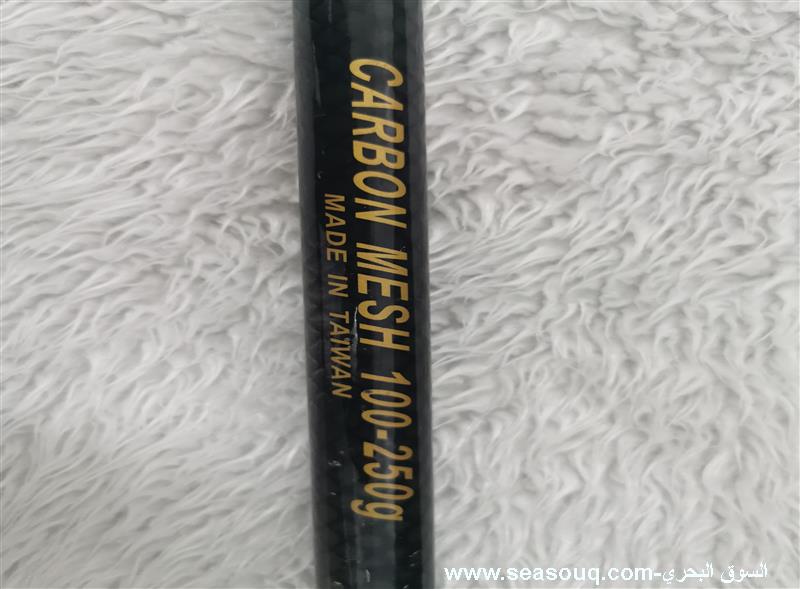 CARBON MESH 100-250g
MADE IN TAIWAN
www.seasouq.com-السوق البحري